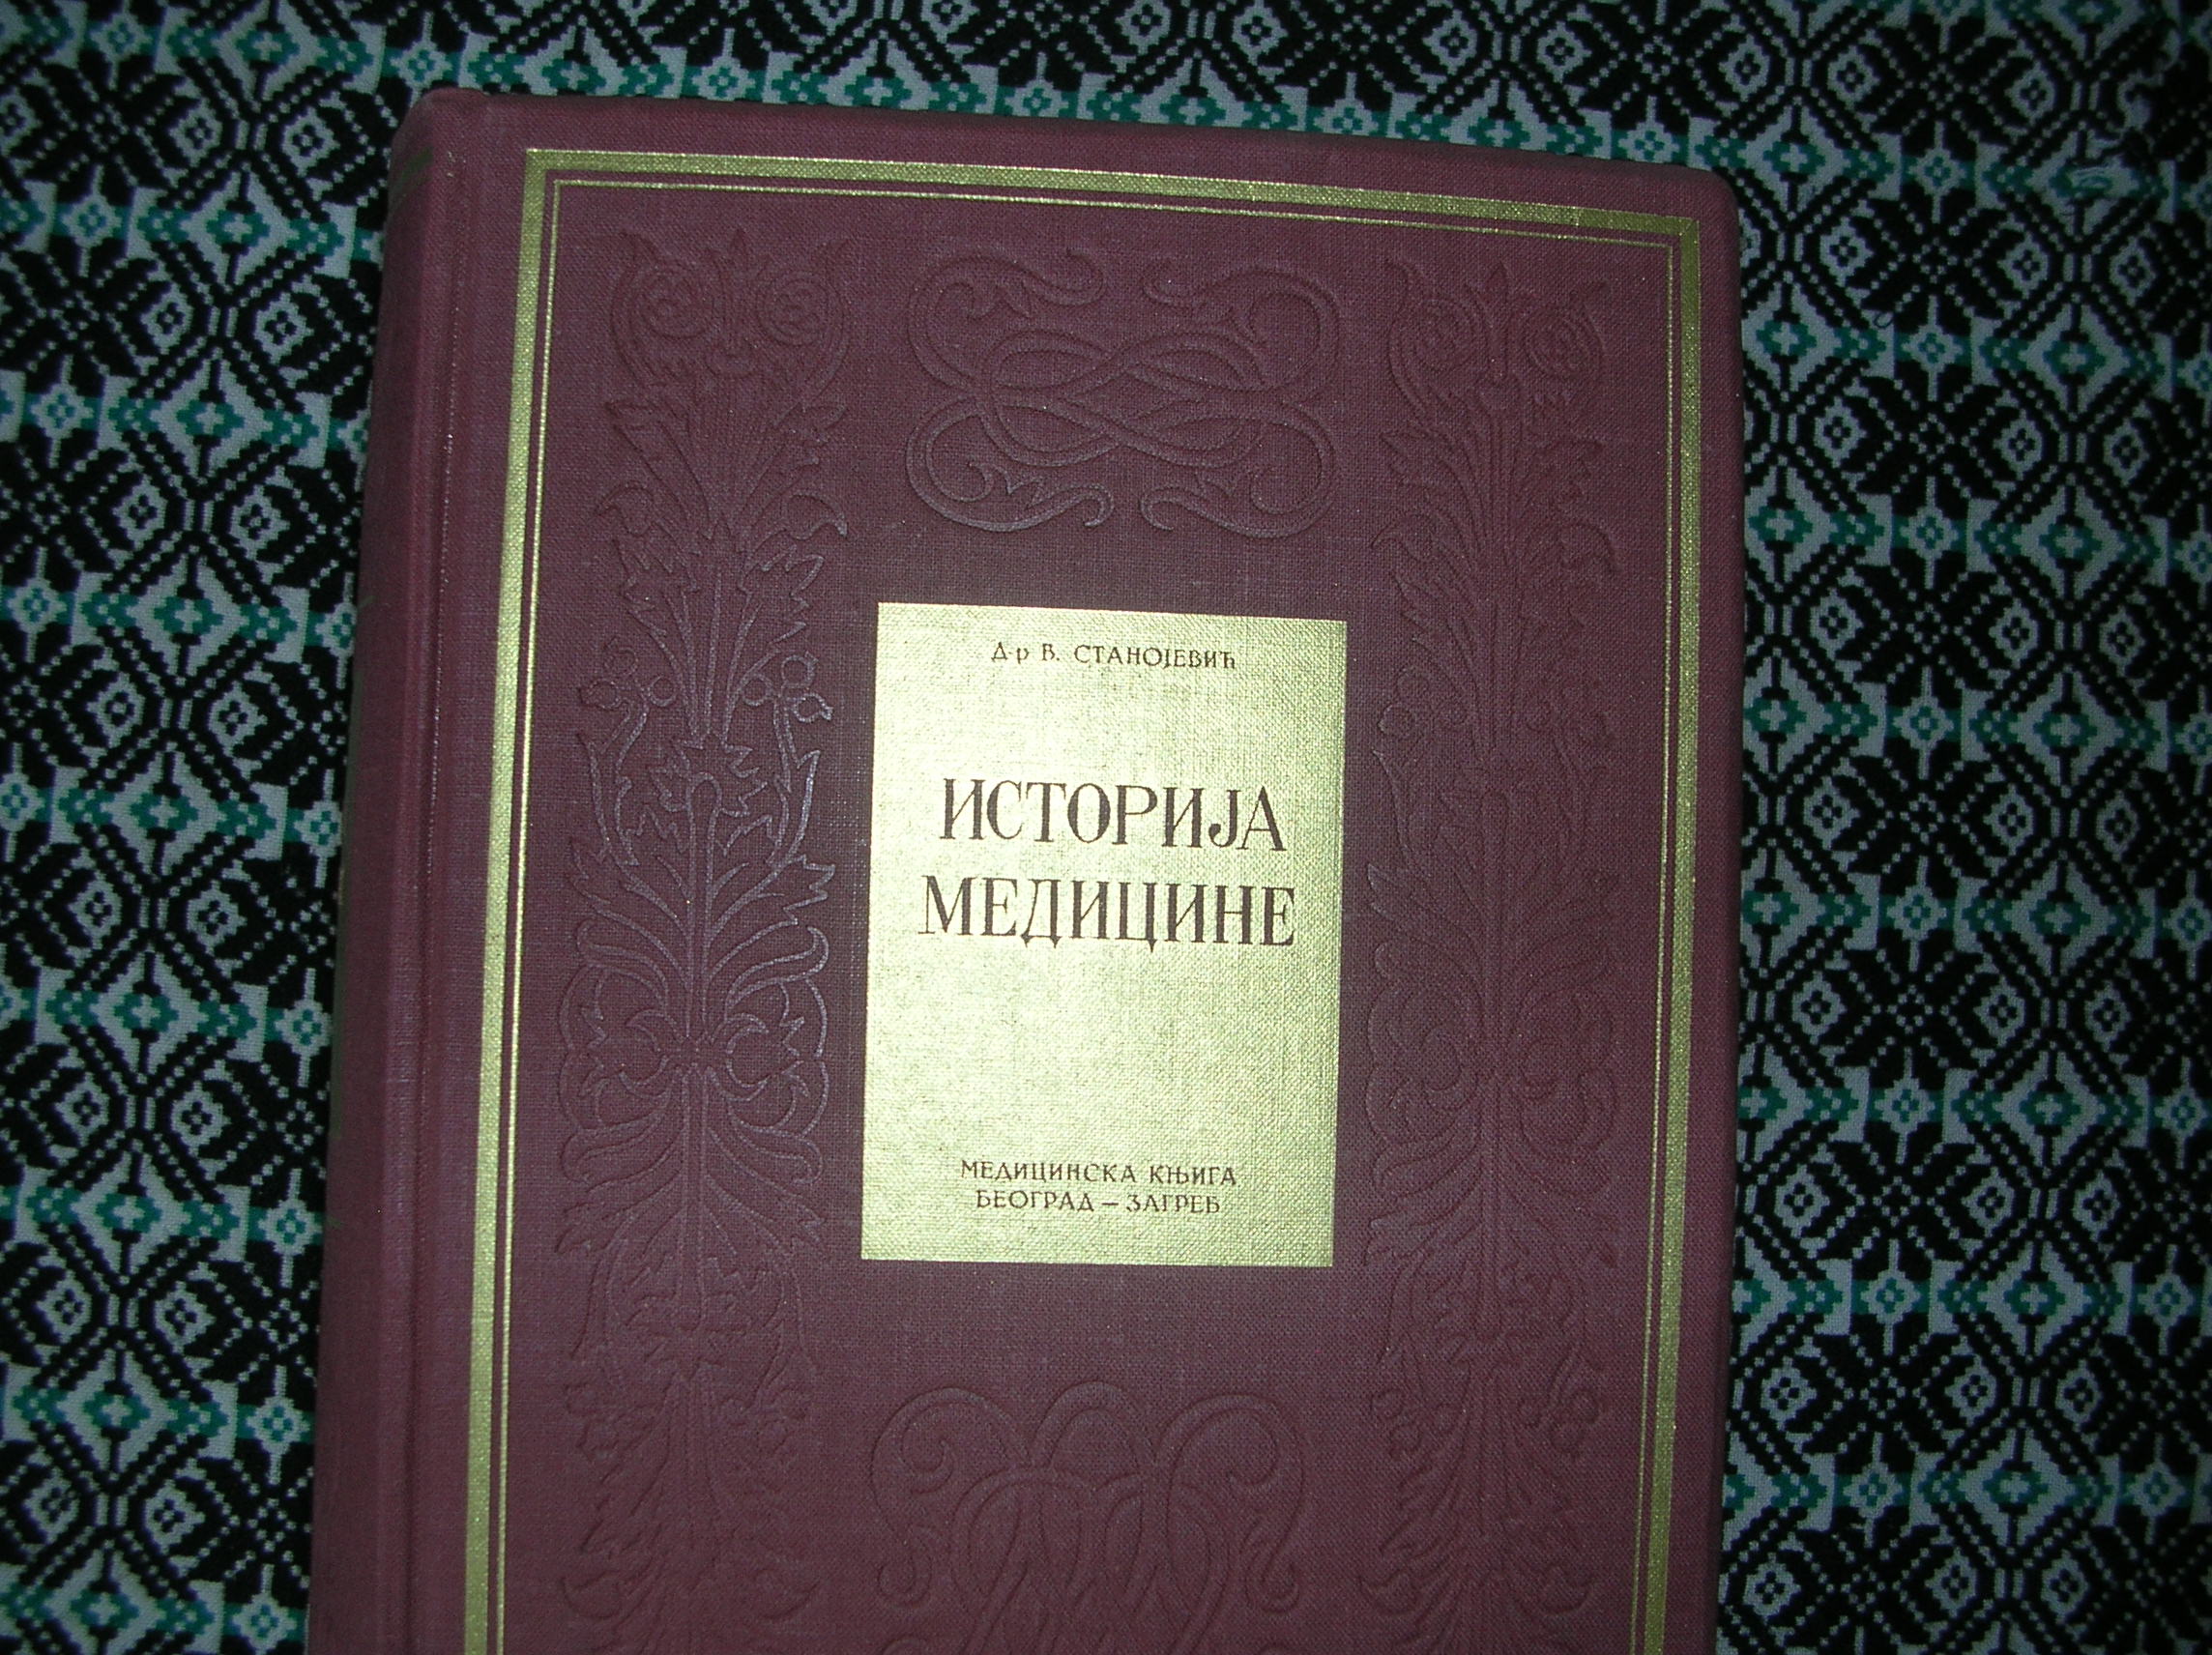 Д-р В. СТАНОЈЕВИЋ
ИСТОРИЈА
МЕДИЦИНЕ
МЕДИЦИНСКА КЊИГА
БЕОГРАД – ЗАГРЕБ